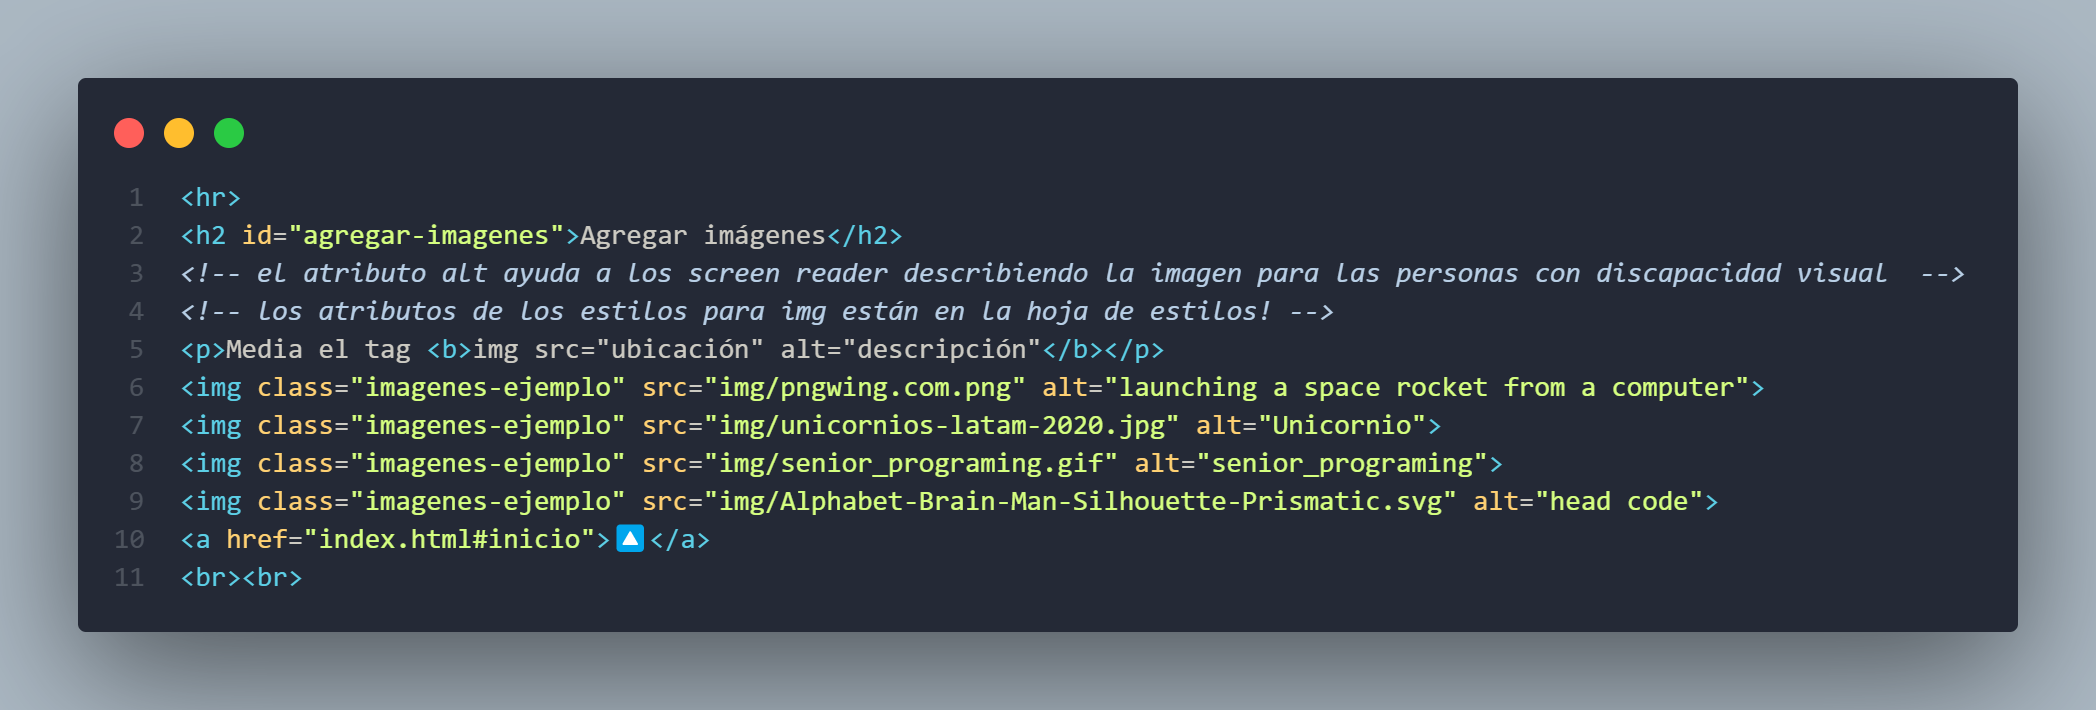 1 <hr>
2 <h2 id="agregar-imagenes">Agregar imágenes</h2>
3 <!-- el atributo alt ayuda a los screen reader describiendo la imagen para las personas con discapacidad visual  -->
4 <!-- los atributos de los estilos para img están en la hoja de estilos! -->
5 <p>Media el tag <b>img src="ubicación" alt="descripción"</b></p>
6 <img class="imagenes-ejemplo" src="img/pngwing.com.png" alt="launching a space rocket from a computer">
7 <img class="imagenes-ejemplo" src="img/unicornios-latam-2020.jpg" alt="Unicornio">
8 <img class="imagenes-ejemplo" src="img/senior_programing.gif" alt="senior_programing">
9 <img class="imagenes-ejemplo" src="img/Alphabet-Brain-Man-Silhouette-Prismatic.svg" alt="head code">
10 <a href="index.html#inicio">🔼</a>
11 <br><br>